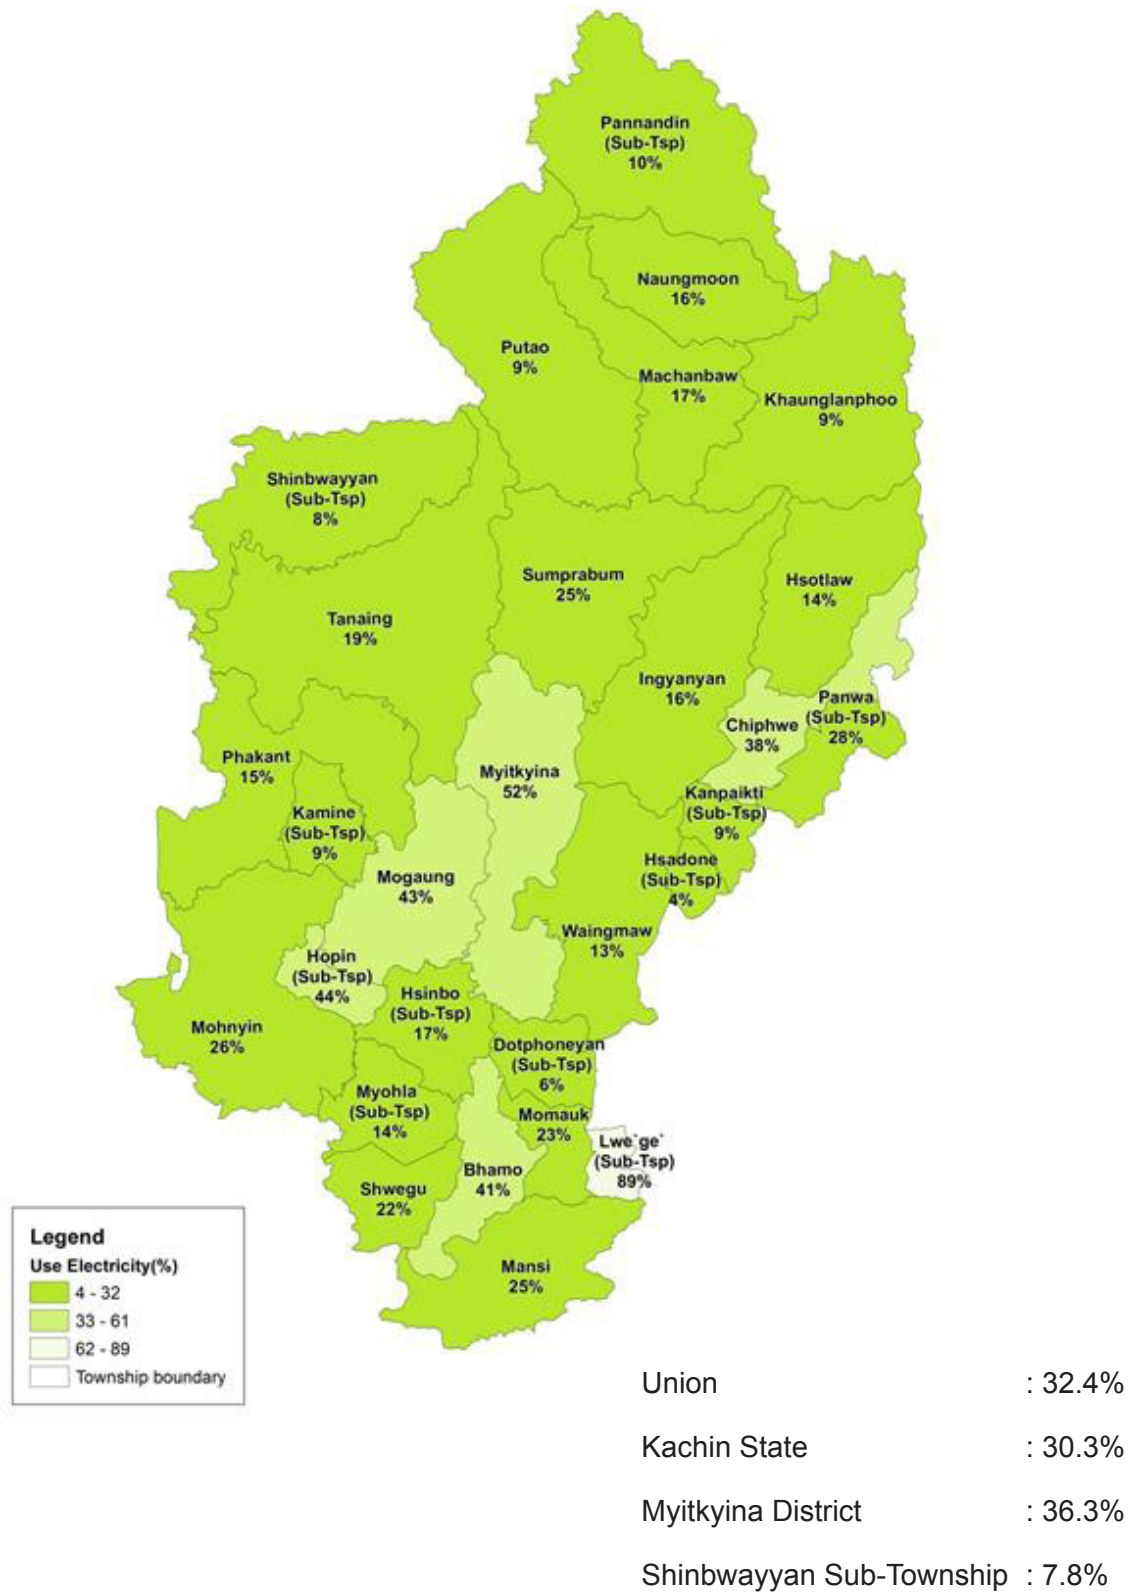 Pannandin
(Sub-Tsp)
10%
Naungmoon
16%
Putao
9%
Machanbaw
17%
Khaunglanphoo
9%
Shinbwayyan
(Sub-Tsp)
8%
Sumprabum
25%
Hsotlaw
14%
Tanaing
19%
Ingyanyan
16%
Panwa
(Sub-Tsp)
28%
Chiphwe
38%
Phakant
15%
Myitkyina
52%
Kanpaikti
(Sub-Tsp)
9%
Kamine
(Sub-Tsp)
9%
Hsadone
(Sub-Tsp)
4%
Mogaung
43%
Waingmaw
13%
Hopin
(Sub-Tsp)
44%
Hsinbo
(Sub-Tsp)
17%
Mohnyin
26%
Dotphoneyan
(Sub-Tsp)
6%
Myohla
(Sub-Tsp)
14%
Momauk
23%
Lwe`ge`
(Sub-Tsp)
89%
Bhamo
41%
Shwegu
22%
Mansi
25%
Legend
Use Electricity(%)
4 - 32
33 - 61
62 - 89
Township boundary
Union : 32.4%
Kachin State : 30.3%
Myitkyina District : 36.3%
Shinbwayyan Sub-Township : 7.8%